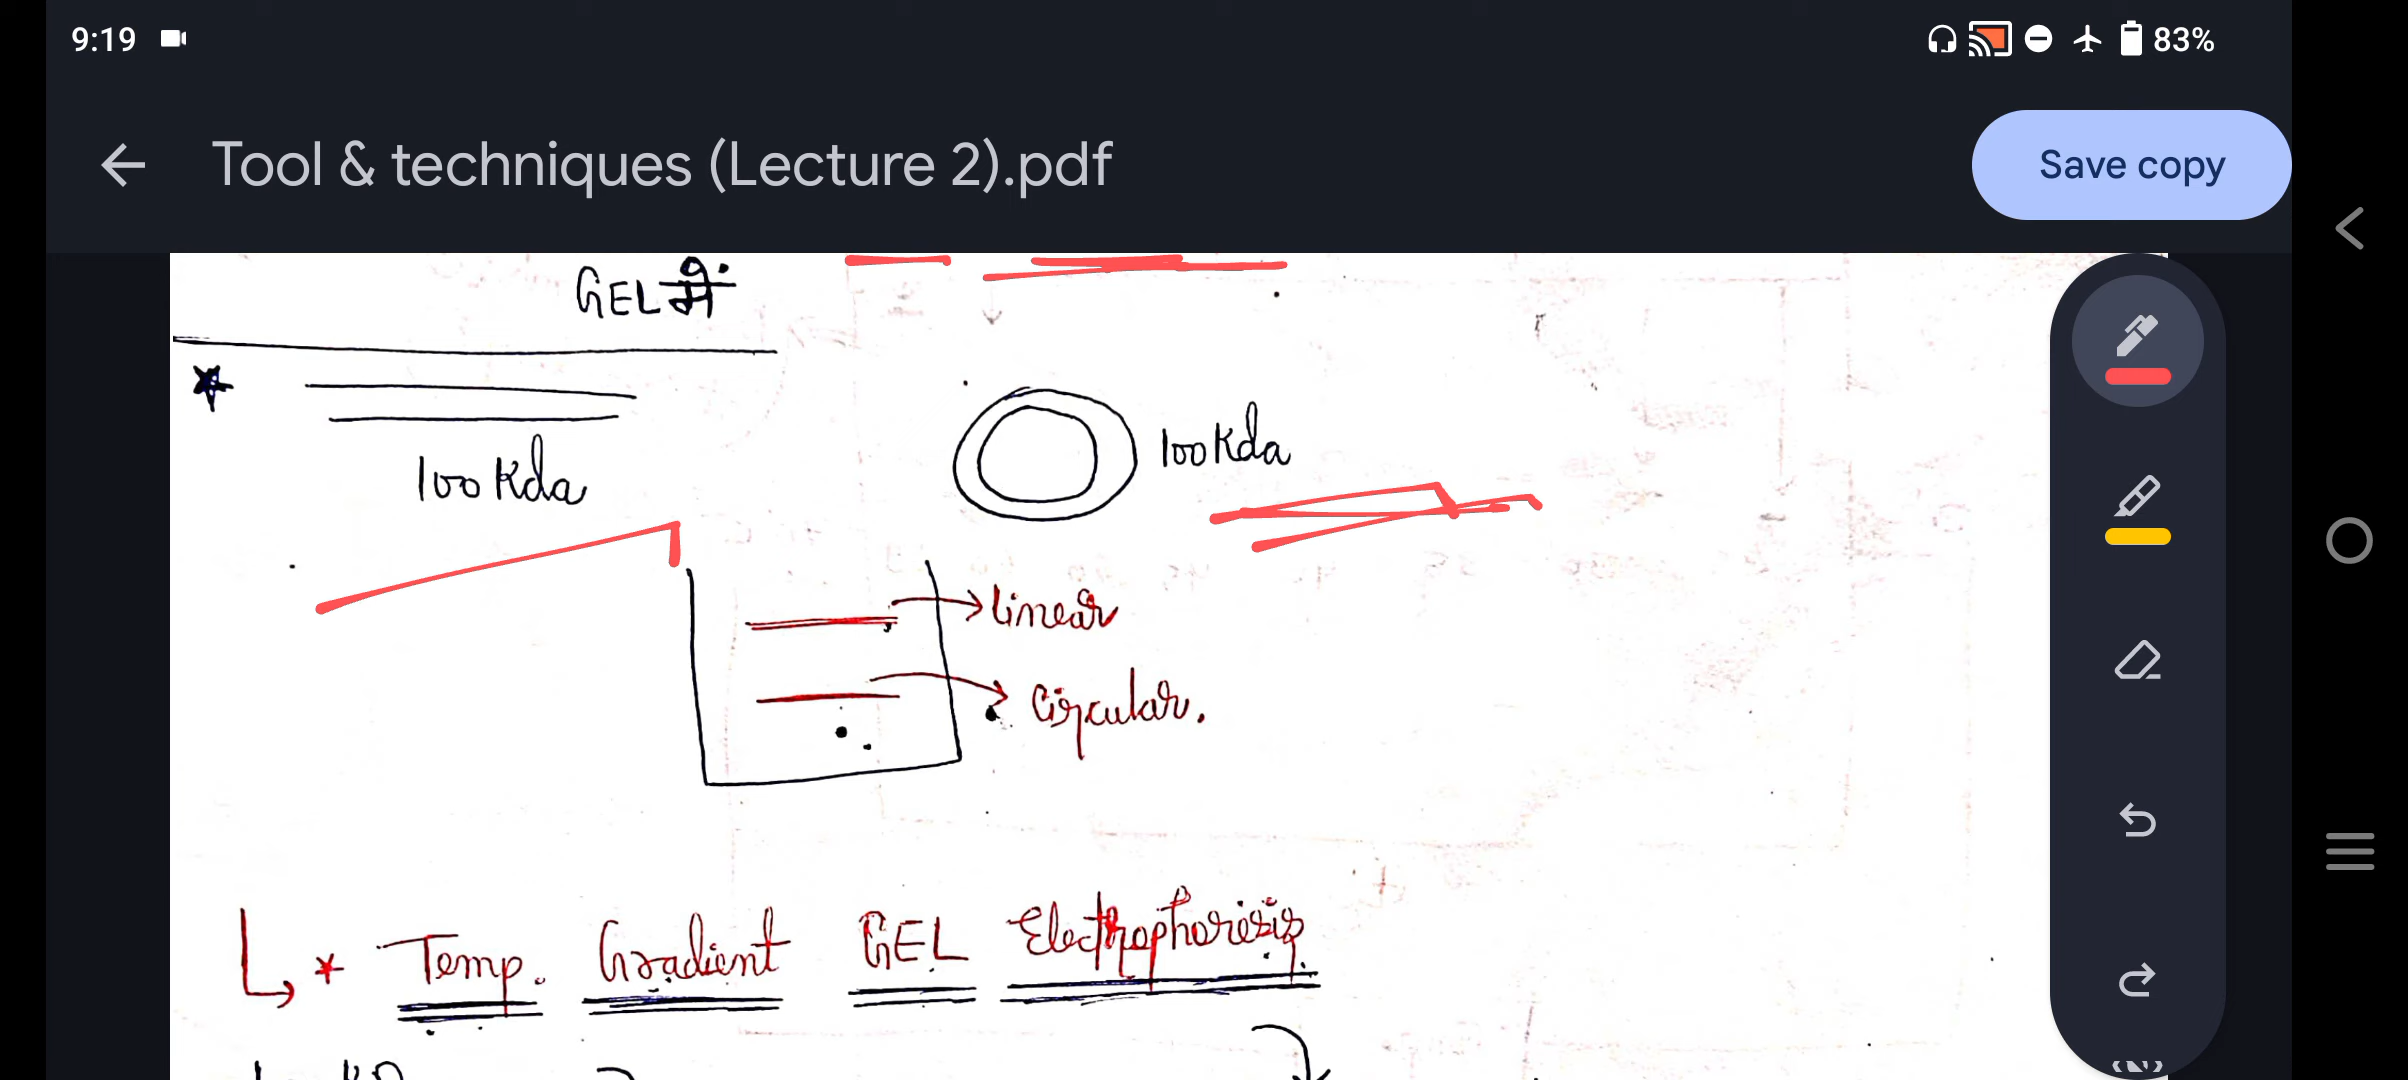 9:19
83%
Tool & techniques (Lecture 2).pdf
Save copy
GEL में
100 Kda
100 Kda
linear
Circular.
* Temp. Gradient GEL Electrophorisis